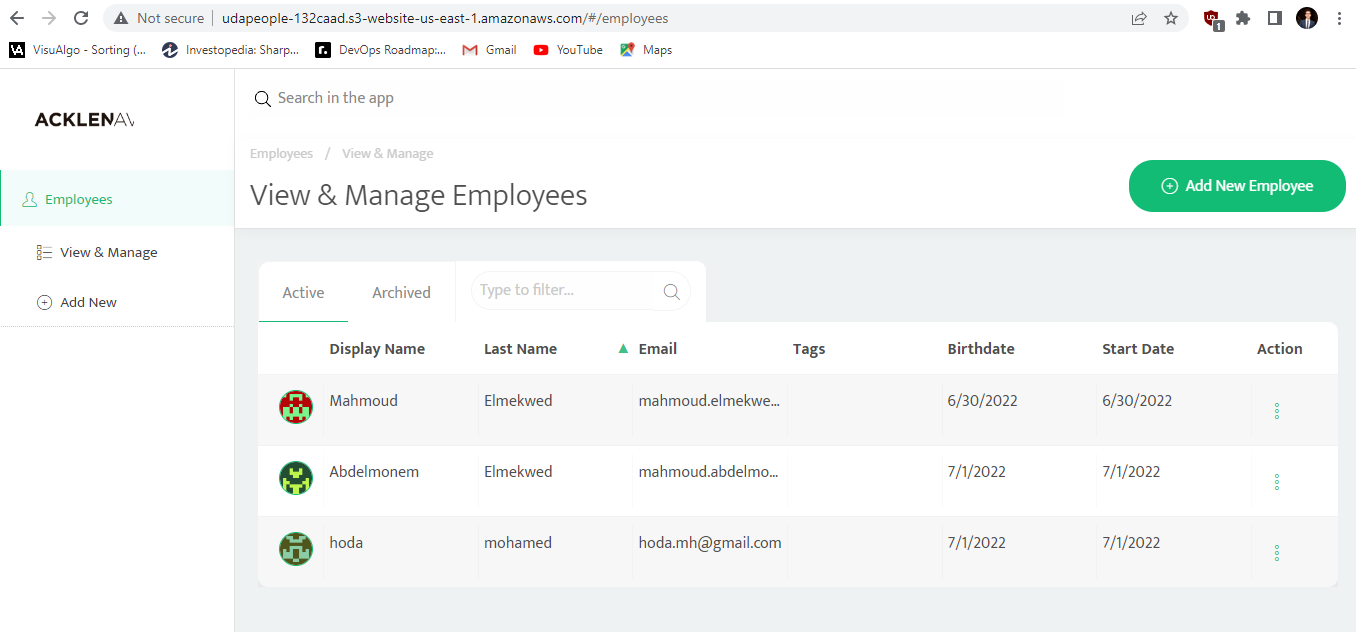 Not secure | udapeople-132caad.s3-website-us-east-1.amazonaws.com/#/employees
1
VisuAlgo - Sorting (... Investopedia: Sharp... DevOps Roadmap:... Gmail YouTube Maps
ACKLENAV
Search in the app
Employees / View & Manage
View & Manage Employees
Add New Employee
Employees
View & Manage
Add New
Active Archived Type to filter...
Display Name Last Name Email Tags Birthdate Start Date Action
Mahmoud Elmekwed mahmoud.elmekwe... 6/30/2022 6/30/2022
Abdelmonem Elmekwed mahmoud.abdelmo... 7/1/2022 7/1/2022
hoda mohamed hoda.mh@gmail.com 7/1/2022 7/1/2022